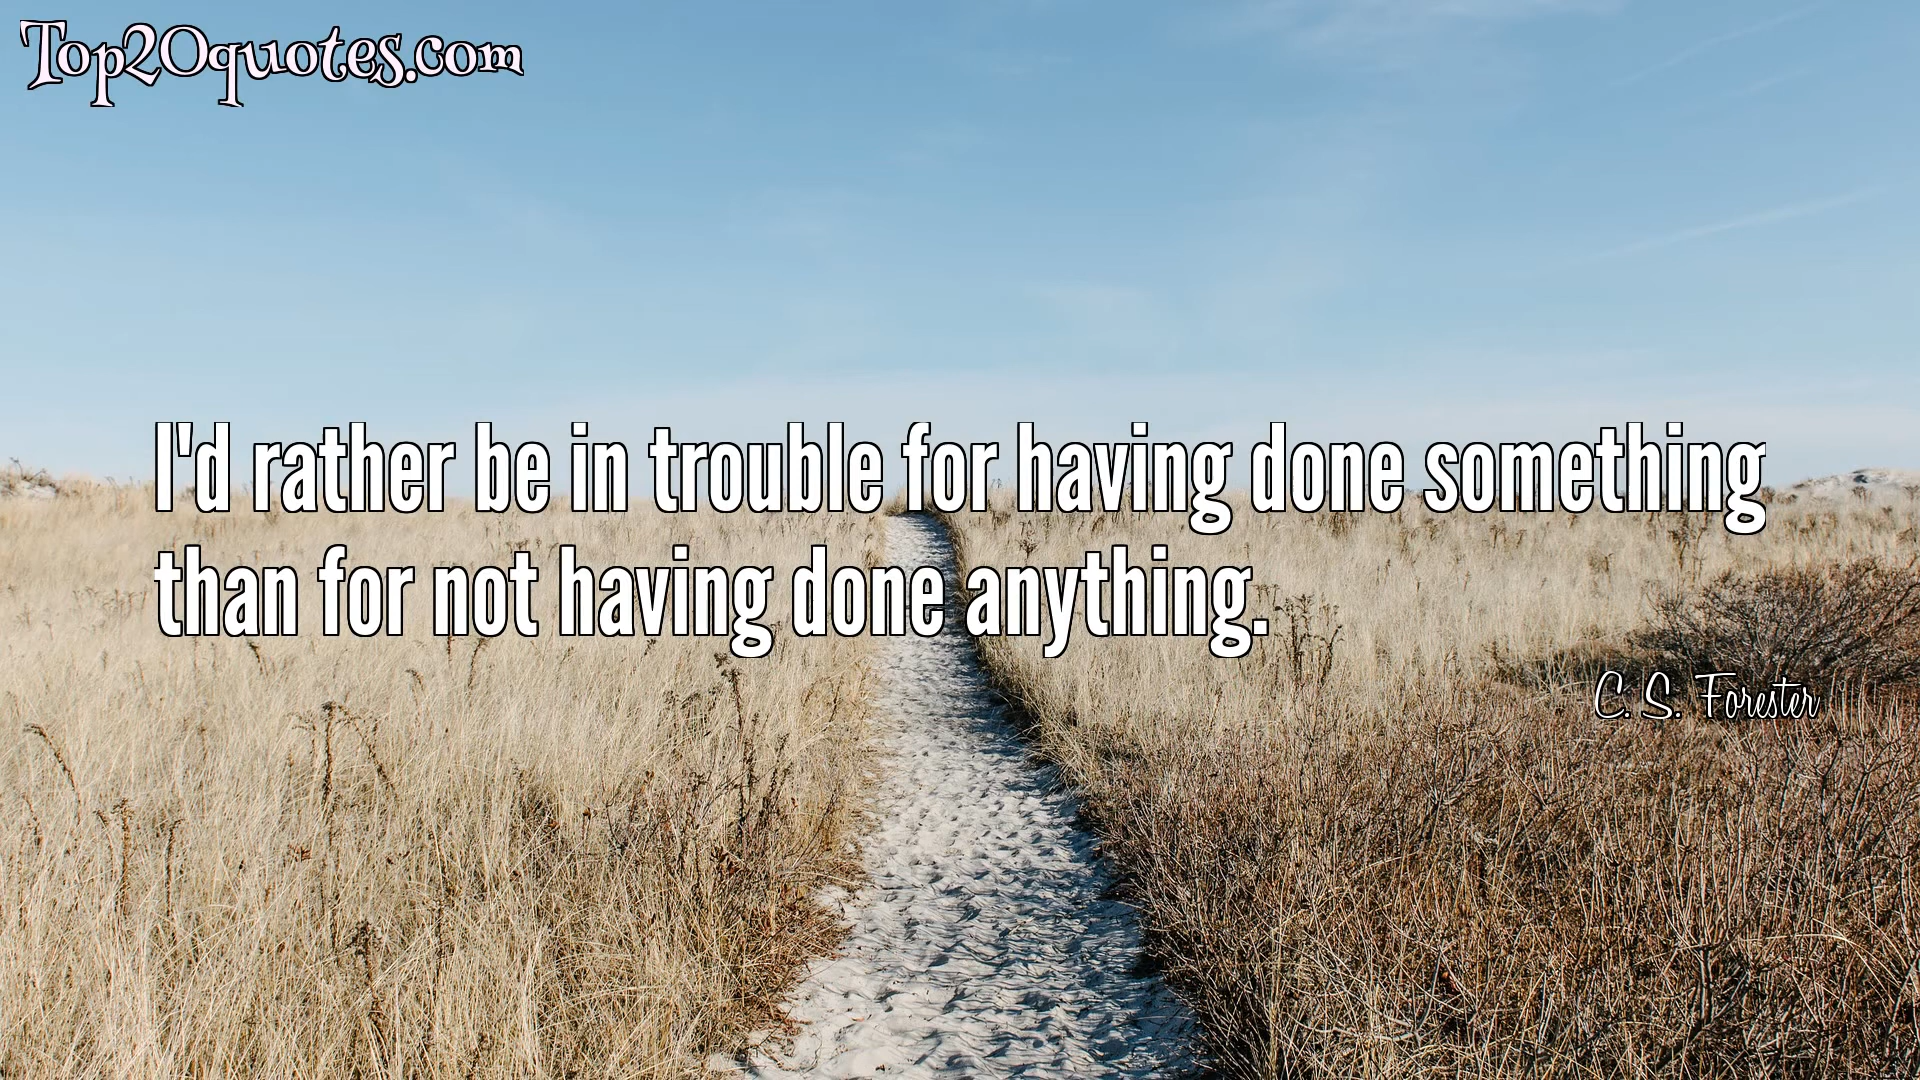 Top20quotes.com
I'd rather be in trouble for having done something
than for not having done anything.
C. S. Forester